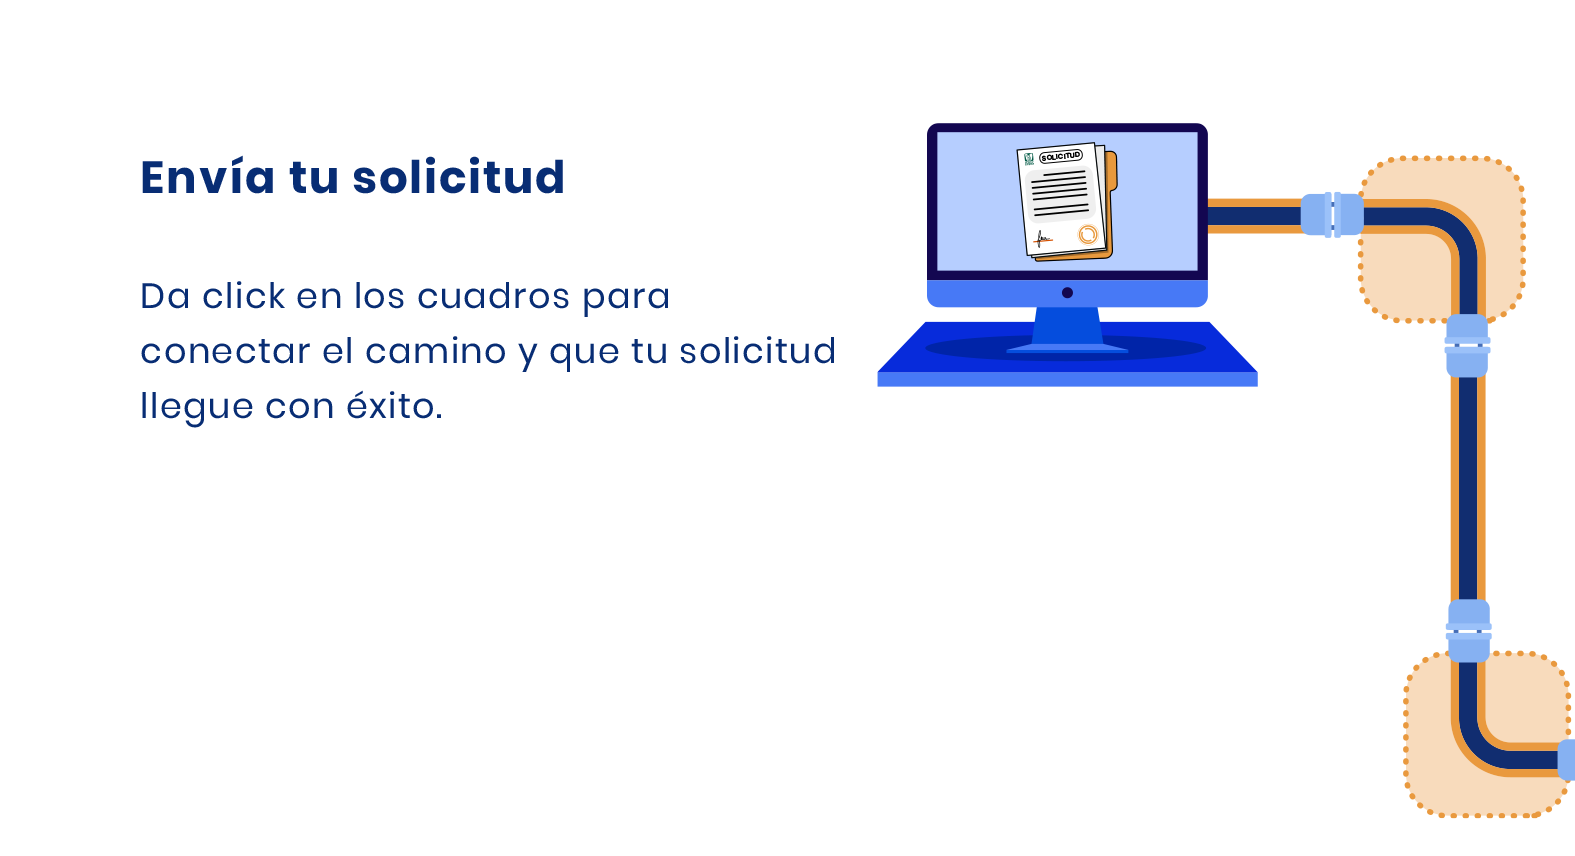 Envía tu solicitud
Da click en los cuadros para
conectar el camino y que tu solicitud
llegue con éxito.
SOLICITUD